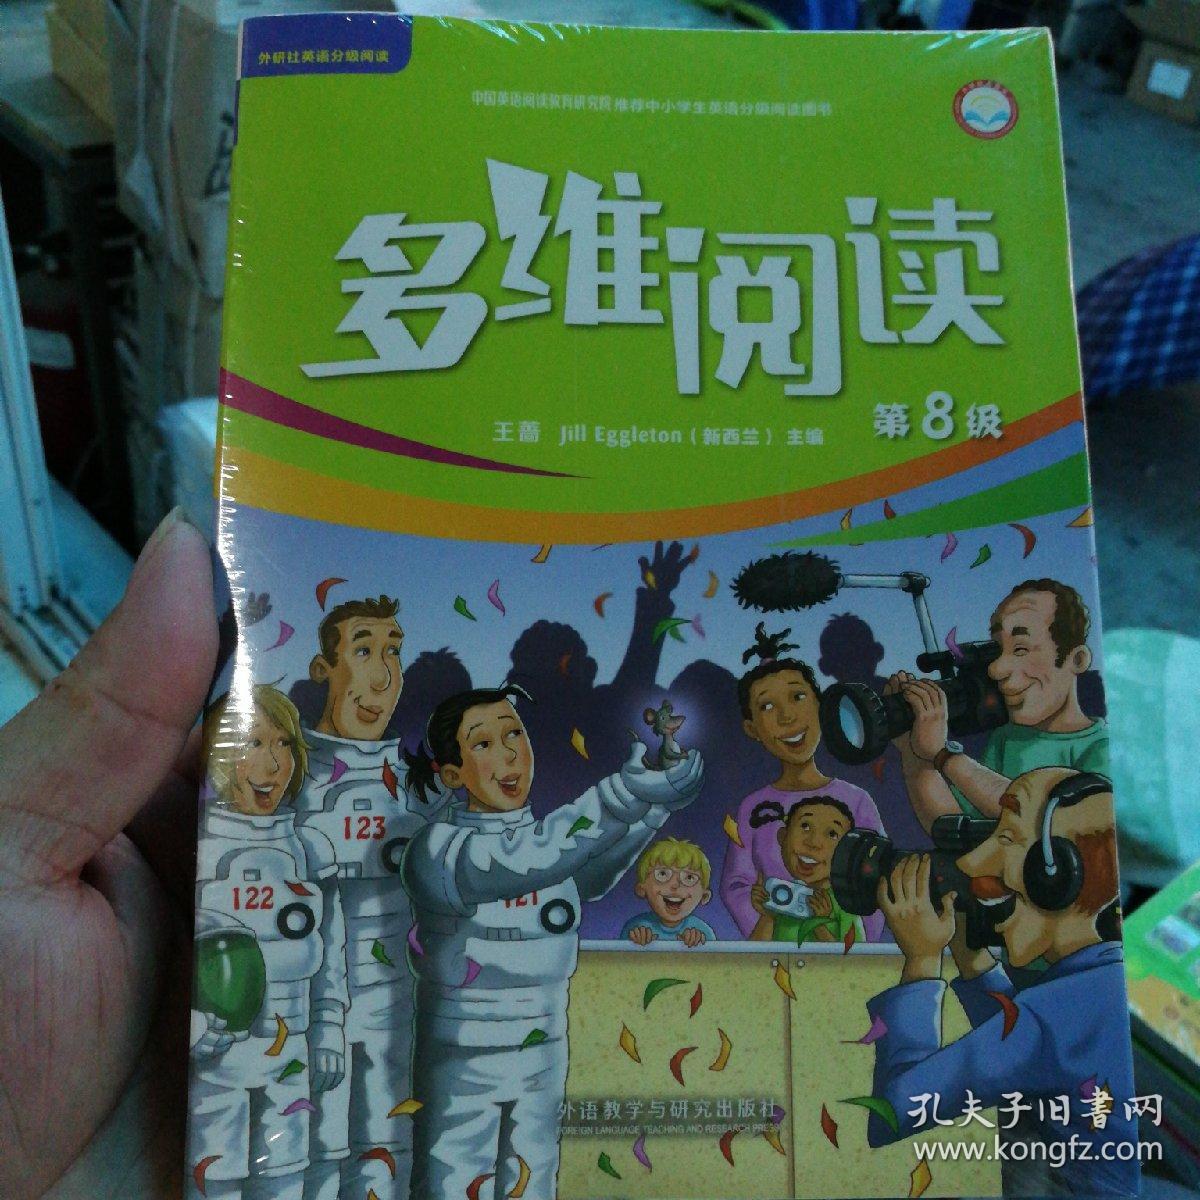 外研社英语分级阅读
中国英语阅读教育研究院 推荐中小学生英语分级阅读图书
多维阅读
第8级
王蔷 Jill Eggleton（新西兰）主编
123
122
121
外语教学与研究出版社
FOREIGN LANGUAGE TEACHING AND RESEARCH PRESS
孔夫子旧书网
www.kongfz.com